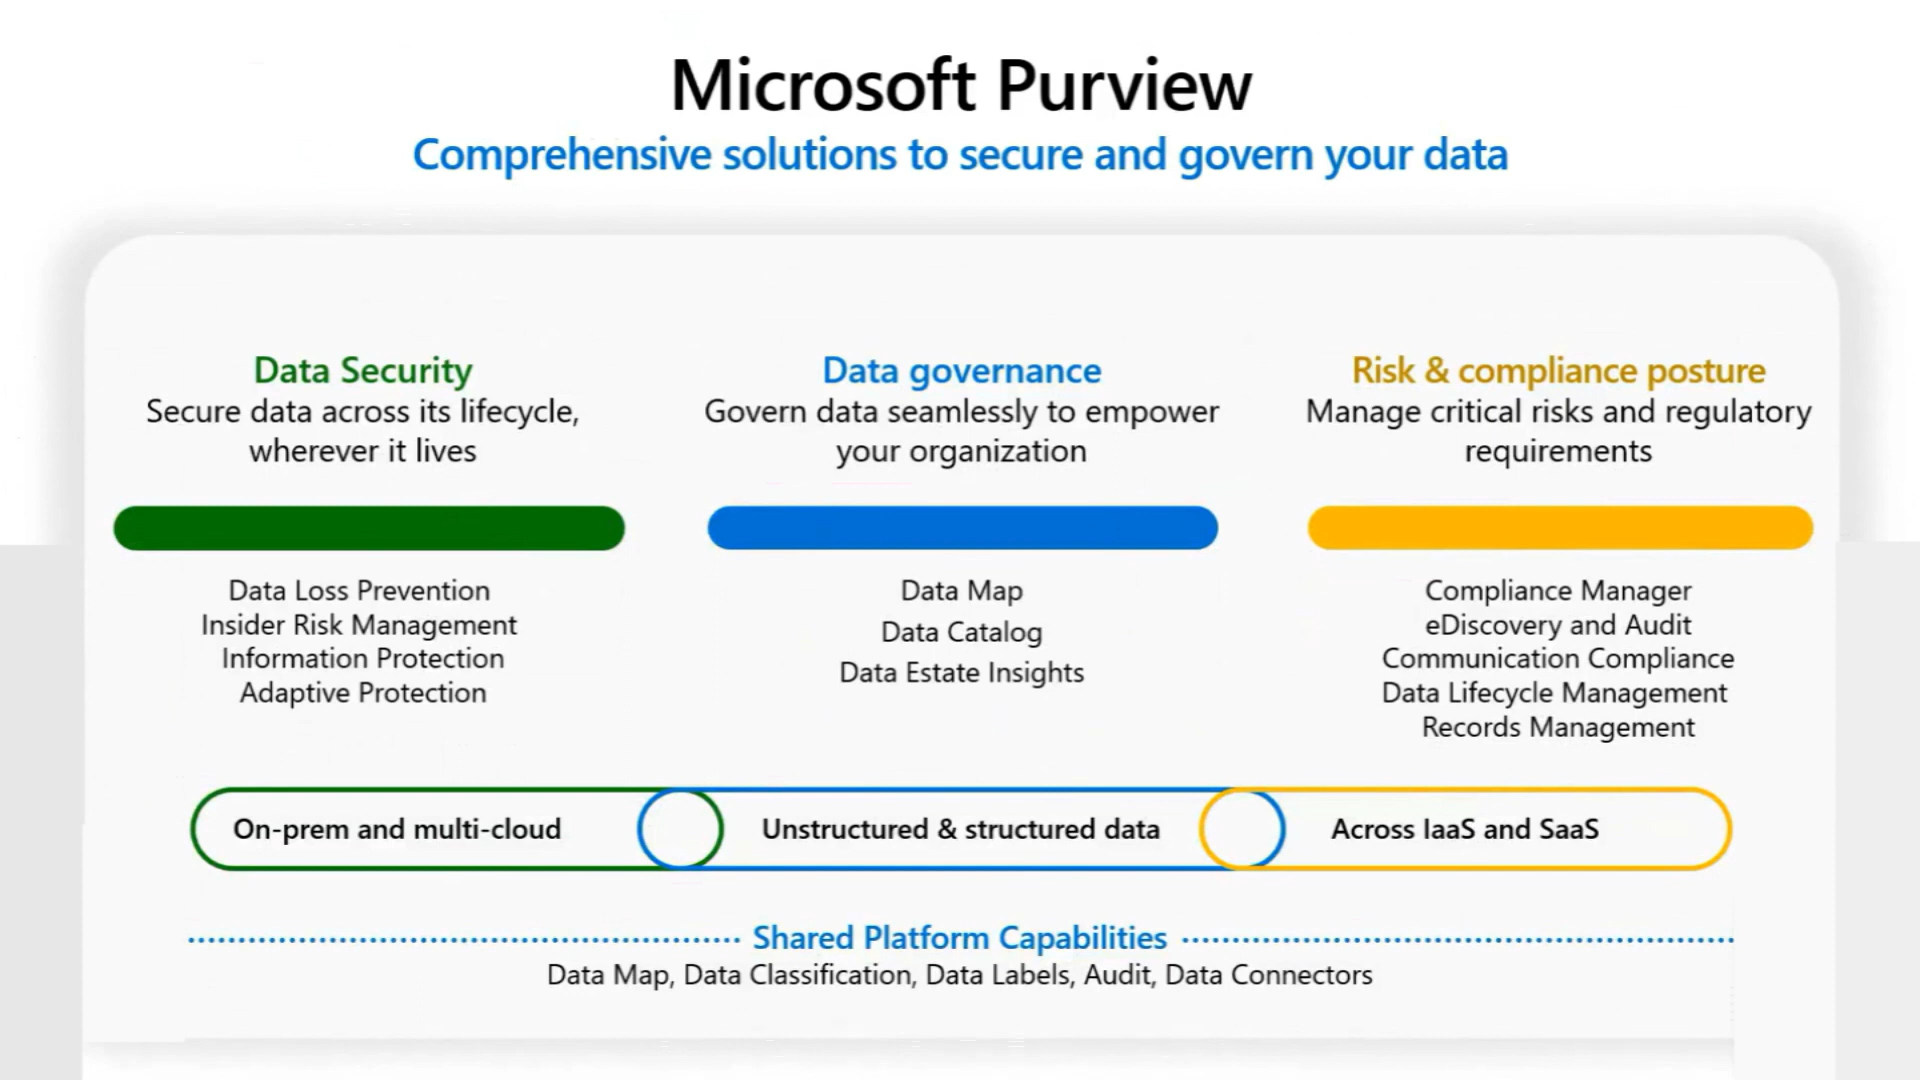 Microsoft Purview
Comprehensive solutions to secure and govern your data
Data Security
Secure data across its lifecycle,
wherever it lives
Data Loss Prevention
Insider Risk Management
Information Protection
Adaptive Protection
Data governance
Govern data seamlessly to empower
your organization
Data Map
Data Catalog
Data Estate Insights
Risk & compliance posture
Manage critical risks and regulatory
requirements
Compliance Manager
eDiscovery and Audit
Communication Compliance
Data Lifecycle Management
Records Management
On-prem and multi-cloud
Unstructured & structured data
Across IaaS and SaaS
Shared Platform Capabilities
Data Map, Data Classification, Data Labels, Audit, Data Connectors